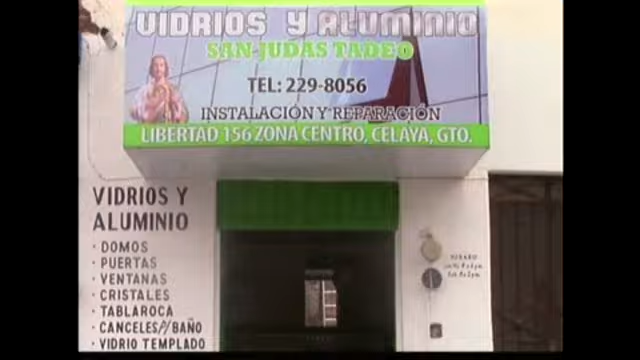 VIDRIOS Y ALUMINIO
SAN JUDAS TADEO
TEL: 229-8056
INSTALACIÓN Y REPARACIÓN
LIBERTAD 156 ZONA CENTRO, CELAYA, GTO.
VIDRIOS Y
ALUMINIO
· DOMOS
· PUERTAS
· VENTANAS
· CRISTALES
· TABLAROCA
· CANCELES P/ BAÑO
· VIDRIO TEMPLADO
HORARIO